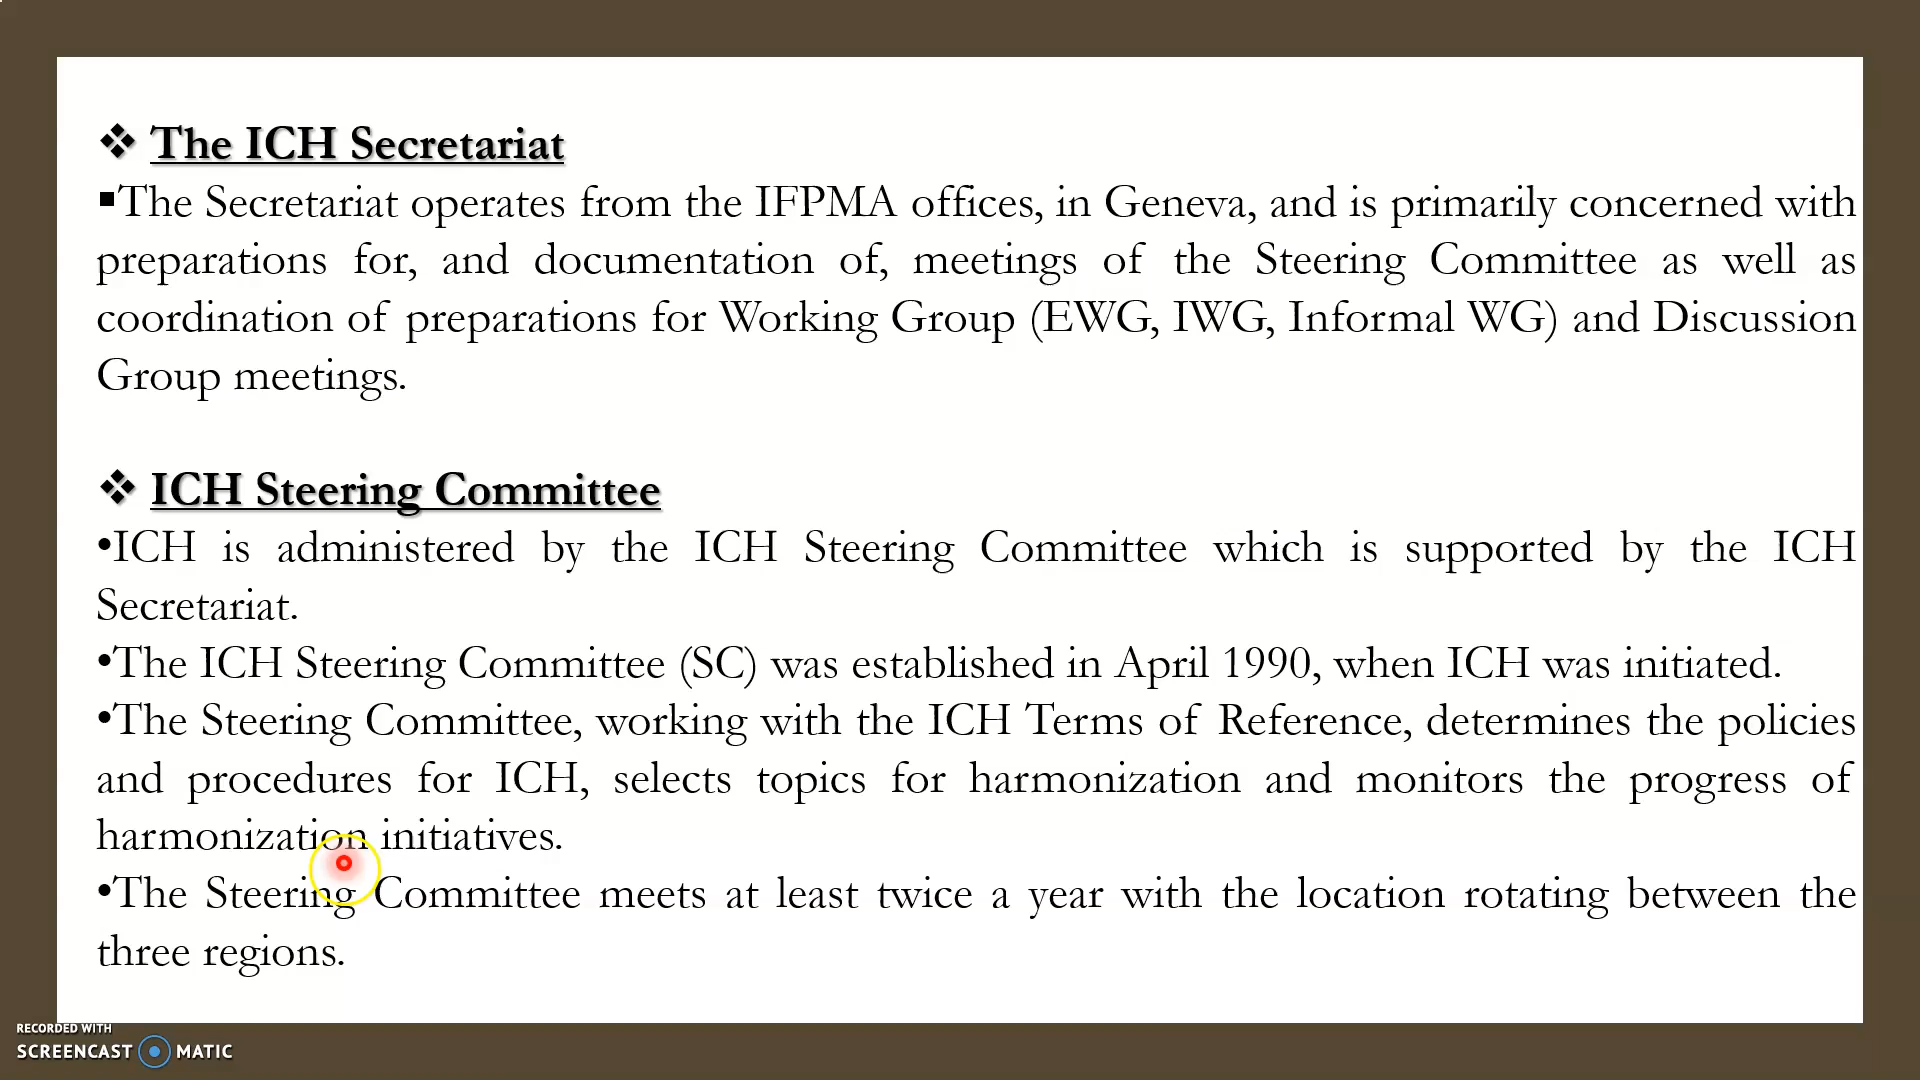 ❖ The ICH Secretariat
▪The Secretariat operates from the IFPMA offices, in Geneva, and is primarily concerned with
preparations for, and documentation of, meetings of the Steering Committee as well as
coordination of preparations for Working Group (EWG, IWG, Informal WG) and Discussion
Group meetings.
❖ ICH Steering Committee
•ICH is administered by the ICH Steering Committee which is supported by the ICH
Secretariat.
•The ICH Steering Committee (SC) was established in April 1990, when ICH was initiated.
•The Steering Committee, working with the ICH Terms of Reference, determines the policies
and procedures for ICH, selects topics for harmonization and monitors the progress of
harmonization initiatives.
•The Steering Committee meets at least twice a year with the location rotating between the
three regions.
RECORDED WITH
SCREENCAST MATIC